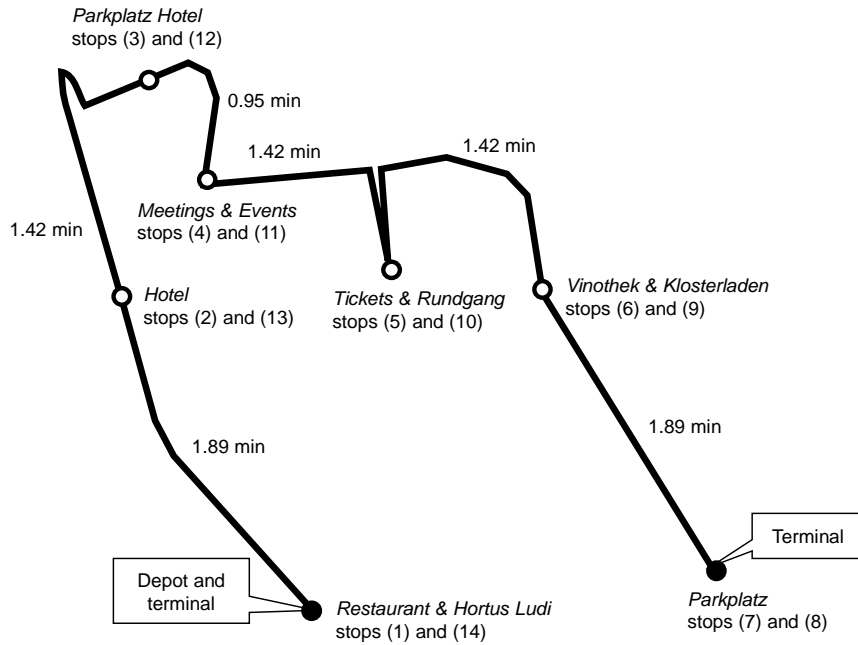 Parkplatz Hotel
stops (3) and (12)
0.95 min
1.42 min
1.42 min
Meetings & Events
stops (4) and (11)
1.42 min
Hotel
stops (2) and (13)
Tickets & Rundgang
stops (5) and (10)
Vinothek & Klosterladen
stops (6) and (9)
1.89 min
1.89 min
Terminal
Depot and
terminal
Restaurant & Hortus Ludi
stops (1) and (14)
Parkplatz
stops (7) and (8)